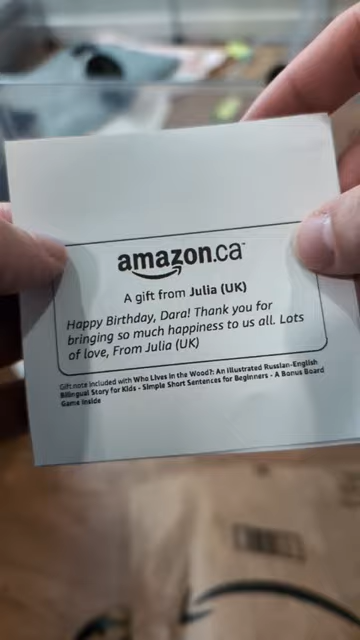 amazon.ca
A gift from Julia (UK)
Happy Birthday, Dara! Thank you for
bringing so much happiness to us all. Lots
of love, From Julia (UK)
Gift note included with Who Lives in the Wood?: An Illustrated Russian-English
Bilingual Story for Kids - Simple Short Sentences for Beginners - A Bonus Board
Game Inside